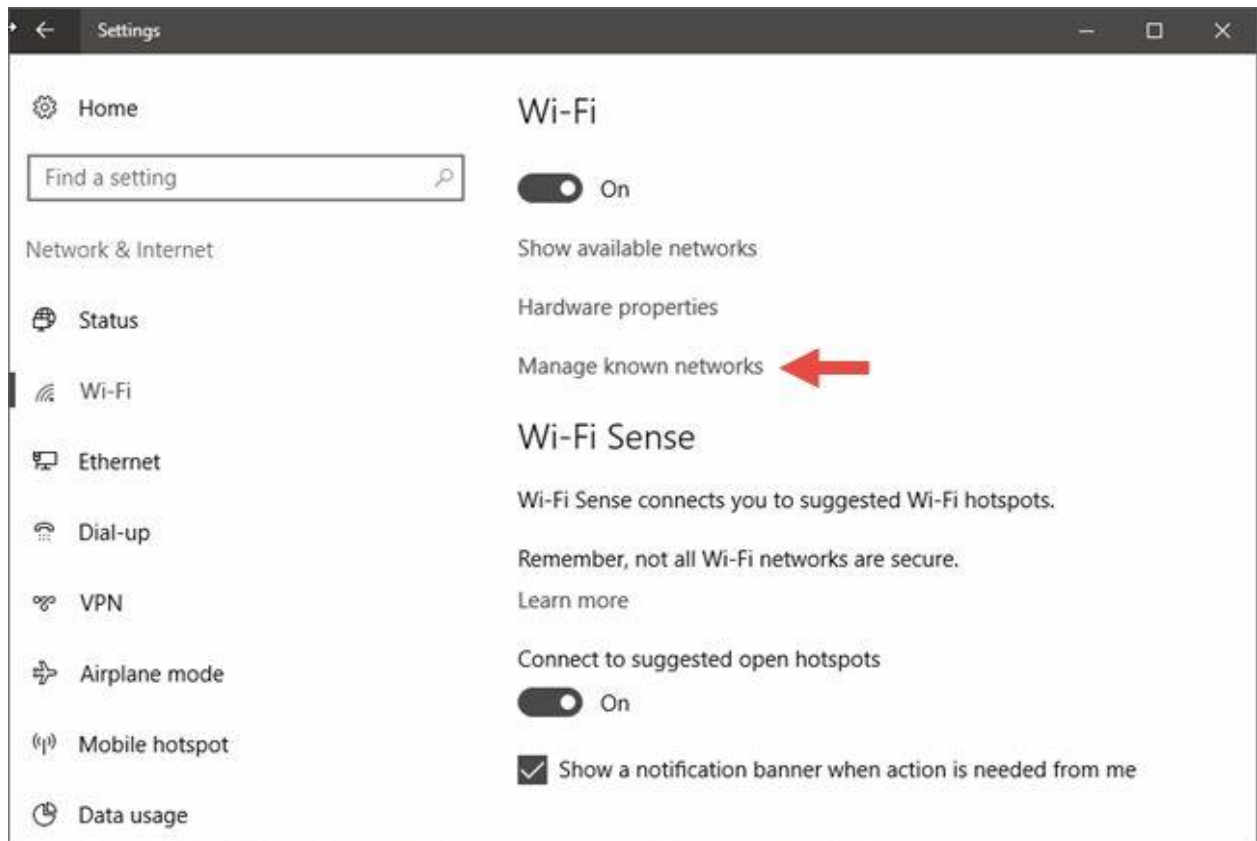 Settings
Home
Find a setting
Network & Internet
Status
Wi-Fi
Ethernet
Dial-up
VPN
Airplane mode
Mobile hotspot
Data usage
Wi-Fi
On
Show available networks
Hardware properties
Manage known networks
Wi-Fi Sense
Wi-Fi Sense connects you to suggested Wi-Fi hotspots.
Remember, not all Wi-Fi networks are secure.
Learn more
Connect to suggested open hotspots
On
Show a notification banner when action is needed from me